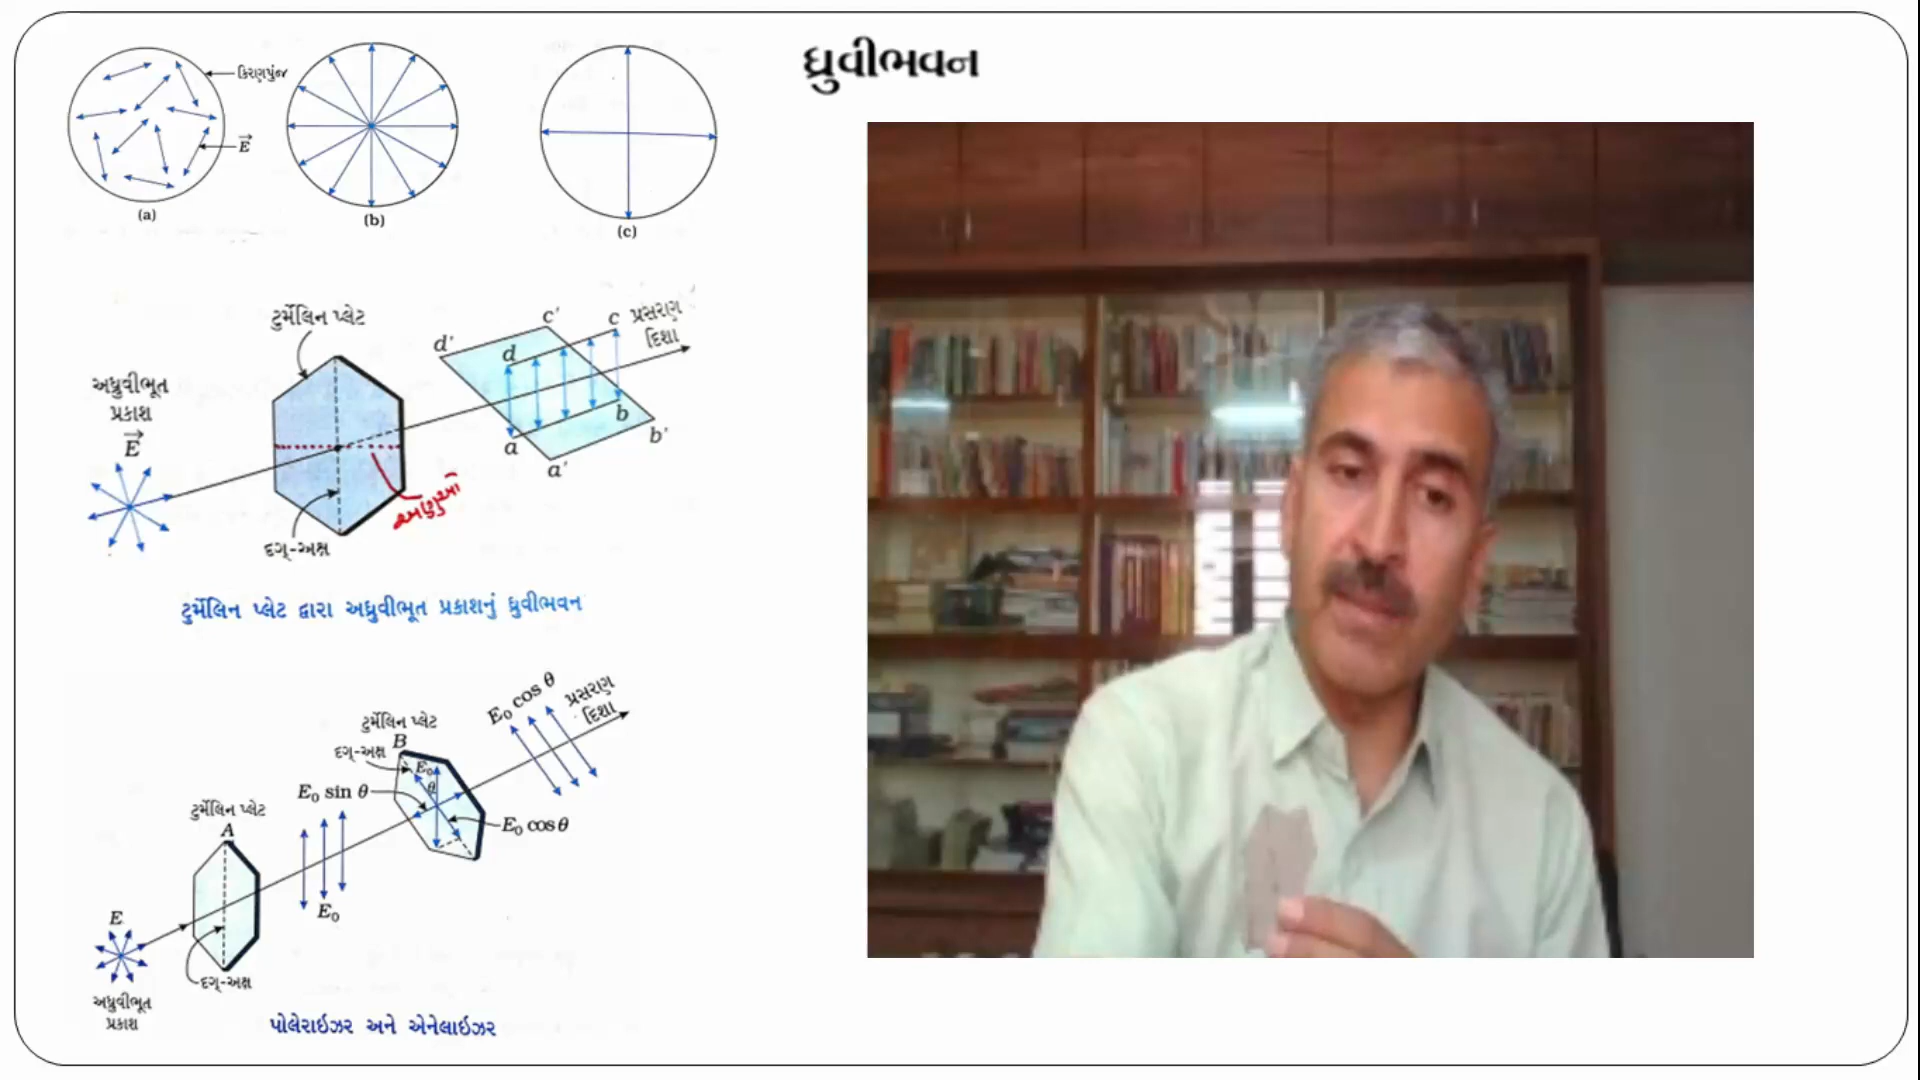 ધ્રુવીભવન
કિરણપુંજ
E
(a)
(b)
(c)
ટુર્મેલિન પ્લેટ
અધ્રુવીભૂત
પ્રકાશ
E
દગ્-અક્ષ
અણુઓ
d'
c'
d
c
પ્રસરણ
દિશા
a
b
a'
b'
ટુર્મેલિન પ્લેટ દ્વારા અધ્રુવીભૂત પ્રકાશનું ધ્રુવીભવન
E₀ cos θ
પ્રસરણ
દિશા
ટુર્મેલિન પ્લેટ
B
દગ્-અક્ષ
E₀
θ
E₀ sin θ
E₀ cos θ
ટુર્મેલિન પ્લેટ
A
E₀
E
દગ્-અક્ષ
અધ્રુવીભૂત
પ્રકાશ
પોલેરાઇઝર અને એનેલાઇઝર